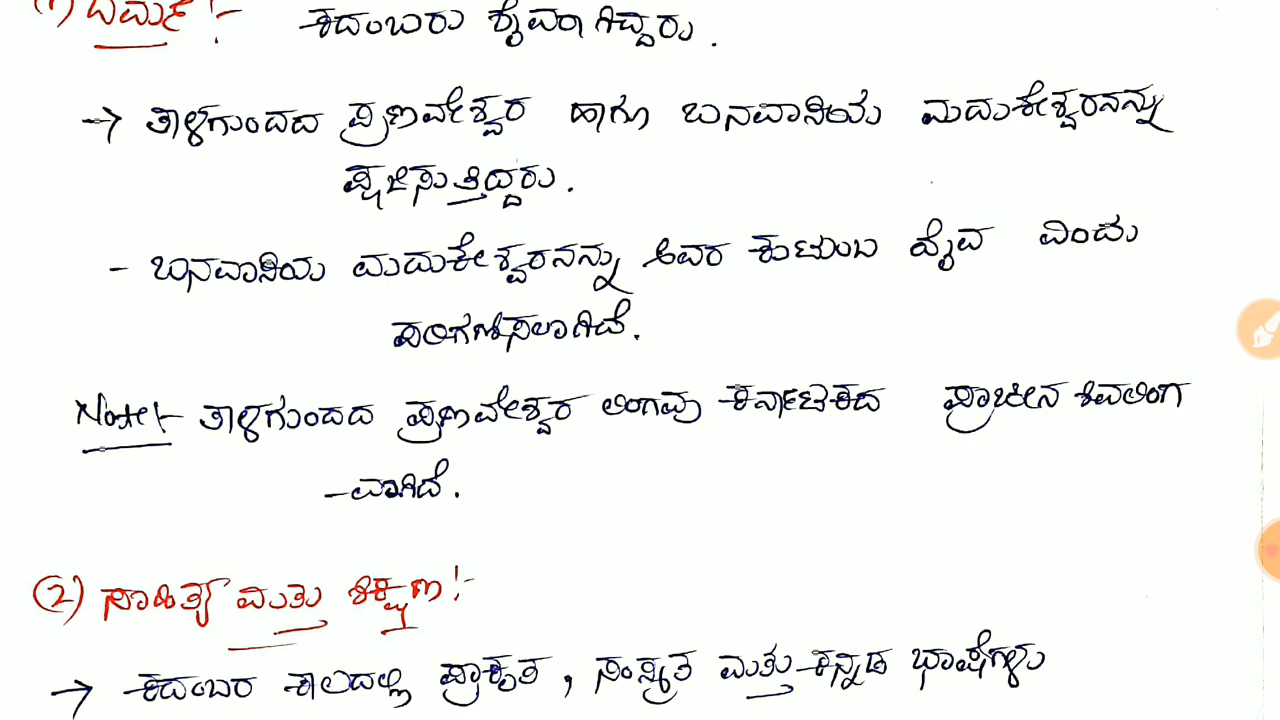 (1) ಧರ್ಮ :- ಕದಂಬರು ಶೈವರಾಗಿದ್ದರು.
→ ತಾಳಗುಂದದ ಪ್ರಣವೇಶ್ವರ ಹಾಗೂ ಬನವಾಸಿಯ ಮದುಕೇಶ್ವರನನ್ನು
ಪೂಜಿಸುತ್ತಿದ್ದರು.
- ಬನವಾಸಿಯ ಮದುಕೇಶ್ವರನನ್ನು ಅವರ ಕುಟುಂಬ ದೈವ ಎಂದು
ಪರಿಗಣಿಸಲಾಗಿದೆ.
Note:- ತಾಳಗುಂದದ ಪ್ರಣವೇಶ್ವರ ಲಿಂಗವು ಕರ್ನಾಟಕದ ಪ್ರಾಚೀನ ಶಿವಲಿಂಗ
-ವಾಗಿದೆ.
(2) ಸಾಹಿತ್ಯ ಮತ್ತು ಶಿಕ್ಷಣ :-
→ ಕದಂಬರ ಕಾಲದಲ್ಲಿ ಪ್ರಾಕೃತ, ಸಂಸ್ಕೃತ ಮತ್ತು ಕನ್ನಡ ಭಾಷೆಗಳು